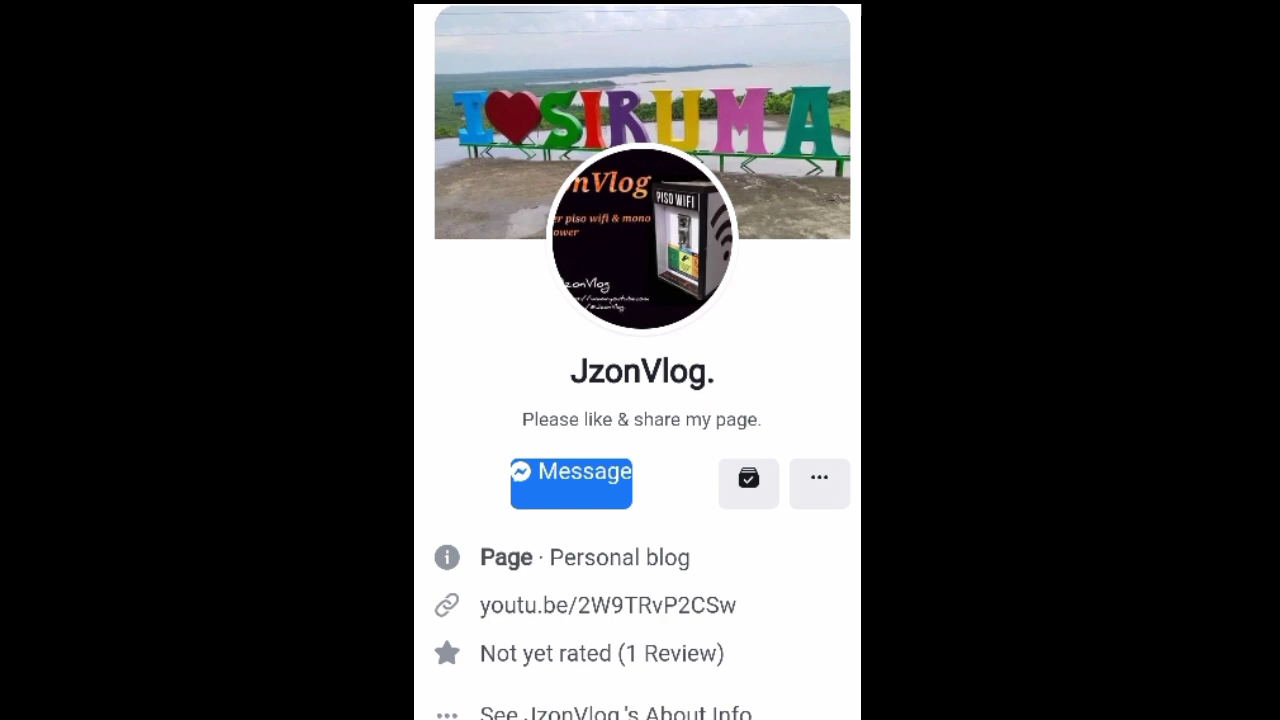 I SIRUMA
nVlog
PISO WIFI
er piso wifi & mono
ower
JzonVlog.
Please like & share my page.
Message
Page · Personal blog
youtu.be/2W9TRvP2CSw
Not yet rated (1 Review)
See JzonVlog.'s About Info